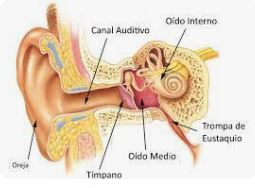 Oído Interno
Canal Auditivo
Trompa de
Eustaquio
Oído Medio
Oreja
Tímpano